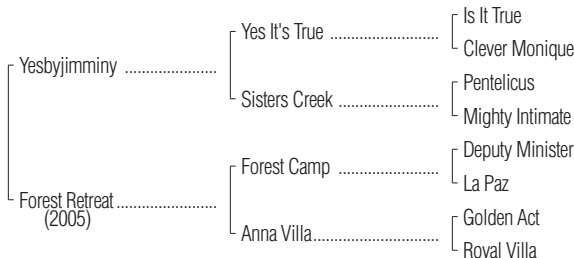 Is It True
Yes It's True
Clever Monique
Yesbyjimminy
Pentelicus
Sisters Creek
Mighty Intimate
Deputy Minister
Forest Camp
La Paz
Forest Retreat
(2005)
Golden Act
Anna Villa
Royal Villa